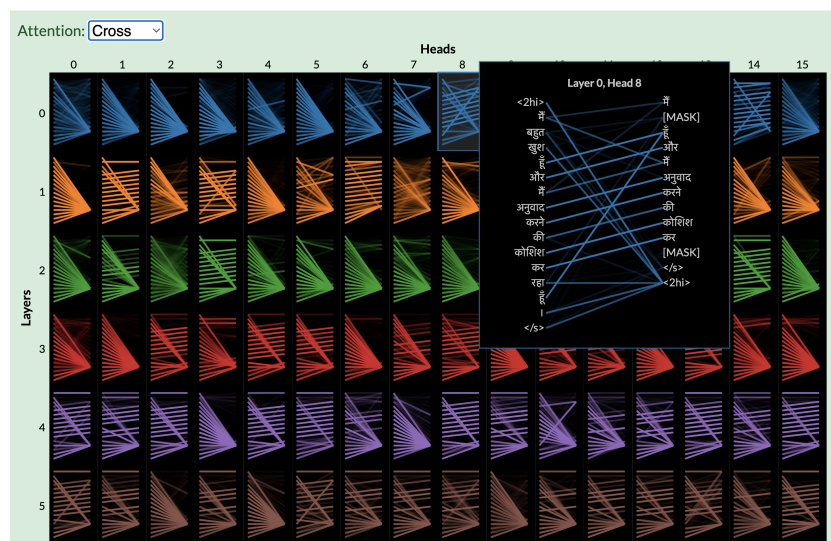 Attention: Cross
Heads
0 1 2 3 4 5 6 7 8 14 15
Layers
0
1
2
3
4
5
Layer 0, Head 8
<2hi> मैं
मैं [MASK]
बहुत हूँ
खुश और
हूँ मैं
और अनुवाद
मैं करने
अनुवाद की
करने कोशिश
की कर
कोशिश [MASK]
कर </s>
रहा <2hi>
हूँ
।
</s>